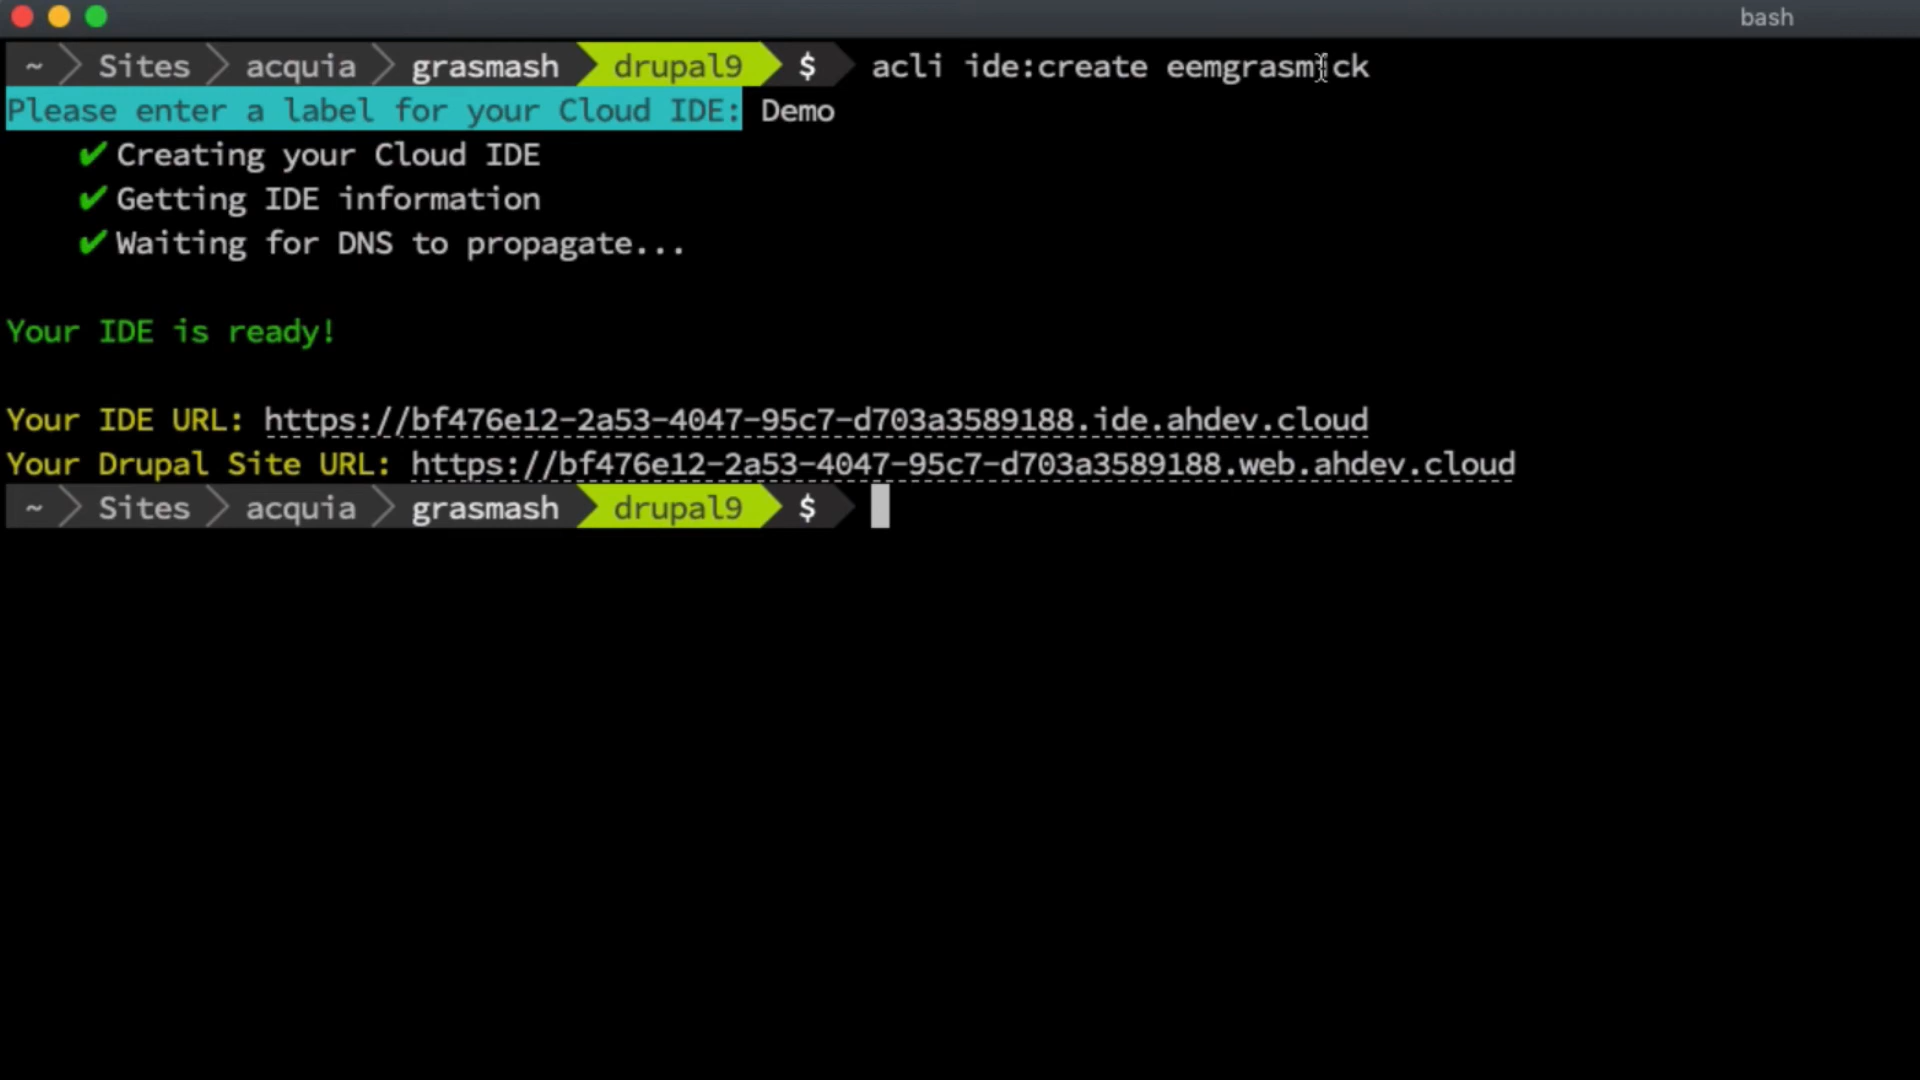 bash
~ Sites acquia grasmash drupal9 $ acli ide:create eemgrasmick
Please enter a label for your Cloud IDE: Demo
✔ Creating your Cloud IDE
✔ Getting IDE information
✔ Waiting for DNS to propagate...
Your IDE is ready!
Your IDE URL: https://bf476e12-2a53-4047-95c7-d703a3589188.ide.ahdev.cloud
Your Drupal Site URL: https://bf476e12-2a53-4047-95c7-d703a3589188.web.ahdev.cloud
~ Sites acquia grasmash drupal9 $